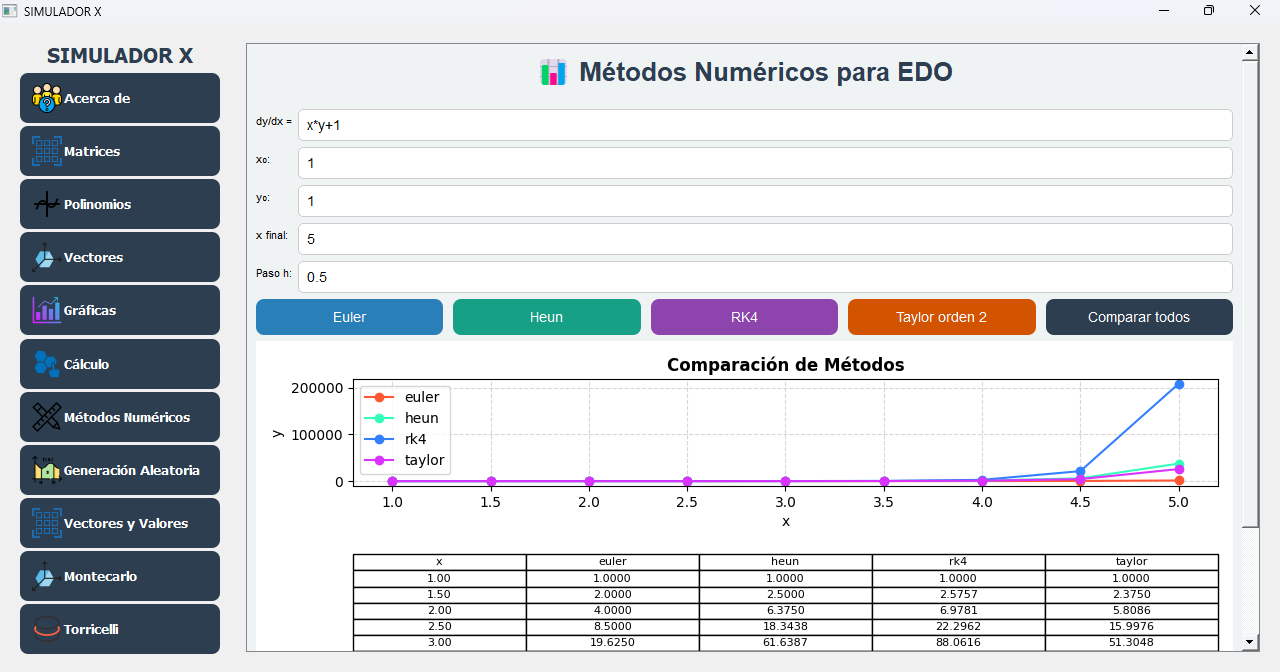 SIMULADOR X
SIMULADOR X
Acerca de
Matrices
Polinomios
Vectores
Gráficas
Cálculo
Métodos Numéricos
Generación Aleatoria
Vectores y Valores
Montecarlo
Torricelli
Métodos Numéricos para EDO
dy/dx = x*y+1
x₀: 1
y₀: 1
x final: 5
Paso h: 0.5
Euler Heun RK4 Taylor orden 2 Comparar todos
Comparación de Métodos
y
200000
100000
0
euler
heun
rk4
taylor
1.0 1.5 2.0 2.5 3.0 3.5 4.0 4.5 5.0
x
x euler heun rk4 taylor
1.00 1.0000 1.0000 1.0000 1.0000
1.50 2.0000 2.5000 2.5757 2.3750
2.00 4.0000 6.3750 6.9781 5.8086
2.50 8.5000 18.3438 22.2962 15.9976
3.00 19.6250 61.6387 88.0616 51.3048